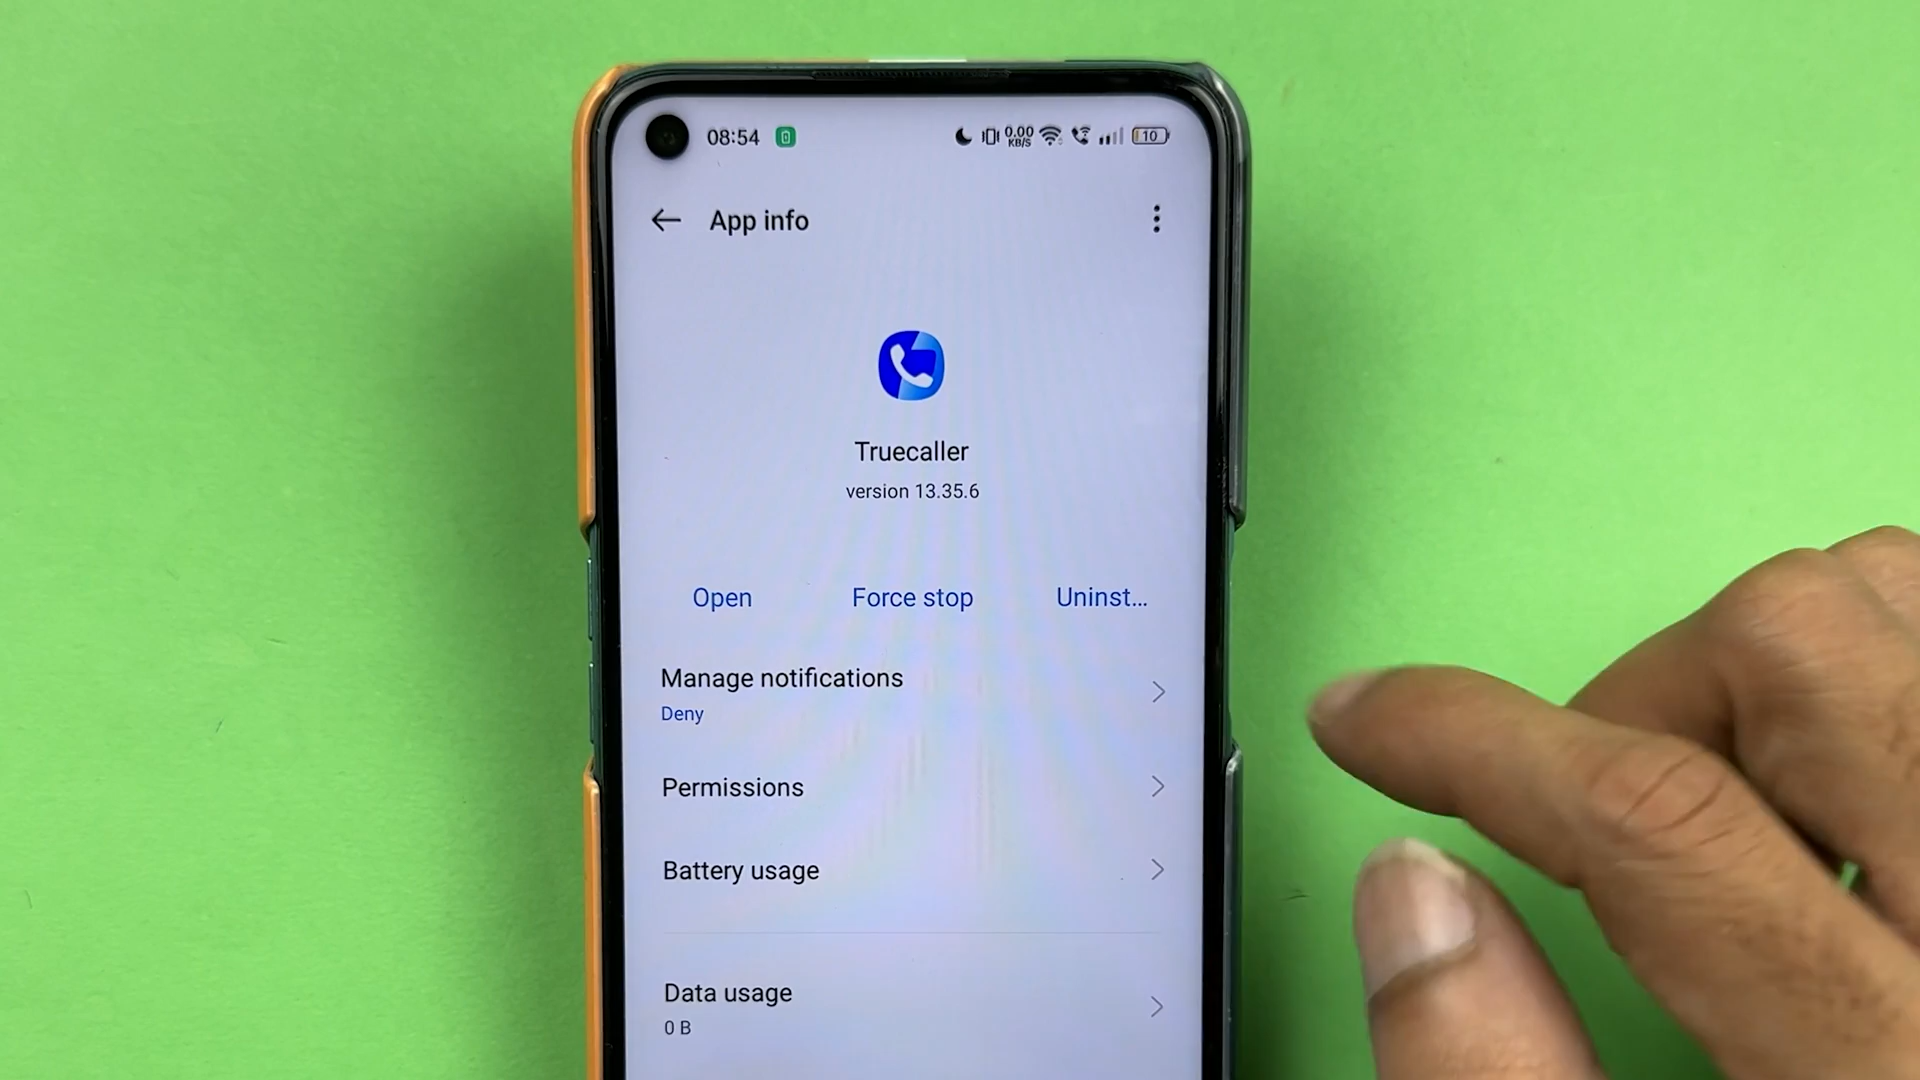 08:54
0.00
KB/S
10
App info
Truecaller
version 13.35.6
Open
Force stop
Uninst...
Manage notifications
Deny
Permissions
Battery usage
Data usage
0 B